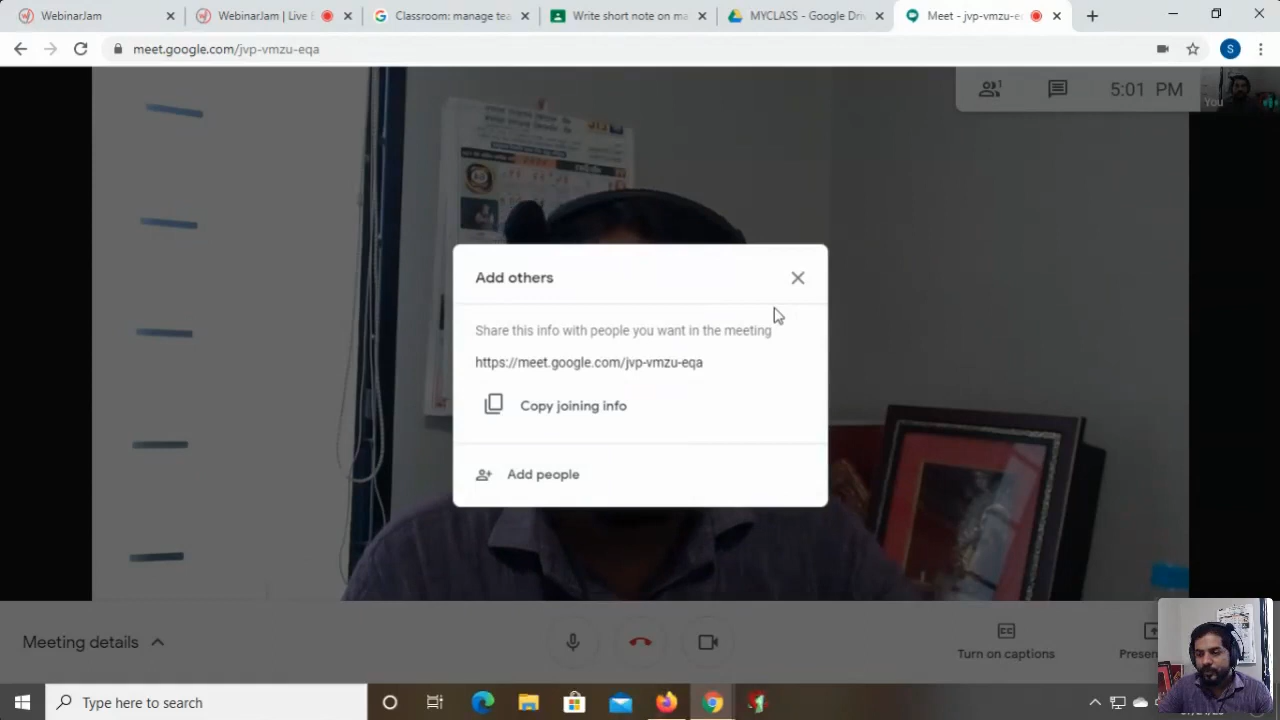 WebinarJam
WebinarJam | Live
Classroom: manage tea
Write short note on ma
MYCLASS - Google Dri
Meet - jvp-vmzu-e
meet.google.com/jvp-vmzu-eqa
S
1
5:01 PM
You
Add others
Share this info with people you want in the meeting
https://meet.google.com/jvp-vmzu-eqa
Copy joining info
Add people
Meeting details
Turn on captions
Presen
Type here to search